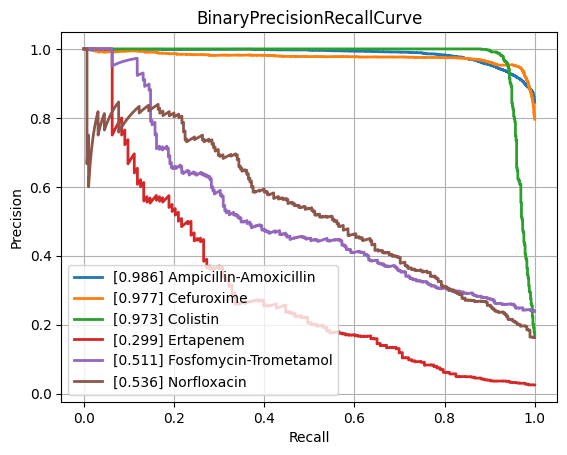 BinaryPrecisionRecallCurve
Precision
1.0
0.8
0.6
0.4
0.2
0.0
[0.986] Ampicillin-Amoxicillin
[0.977] Cefuroxime
[0.973] Colistin
[0.299] Ertapenem
[0.511] Fosfomycin-Trometamol
[0.536] Norfloxacin
0.0 0.2 0.4 0.6 0.8 1.0
Recall